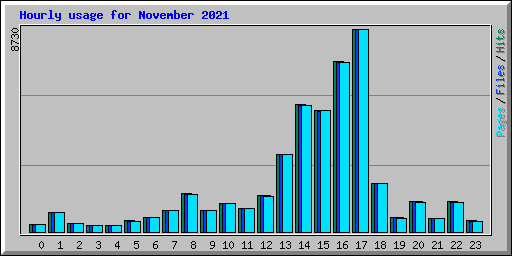 Hourly usage for November 2021
8730
Pages/Files/Hits
0 1 2 3 4 5 6 7 8 9 10 11 12 13 14 15 16 17 18 19 20 21 22 23